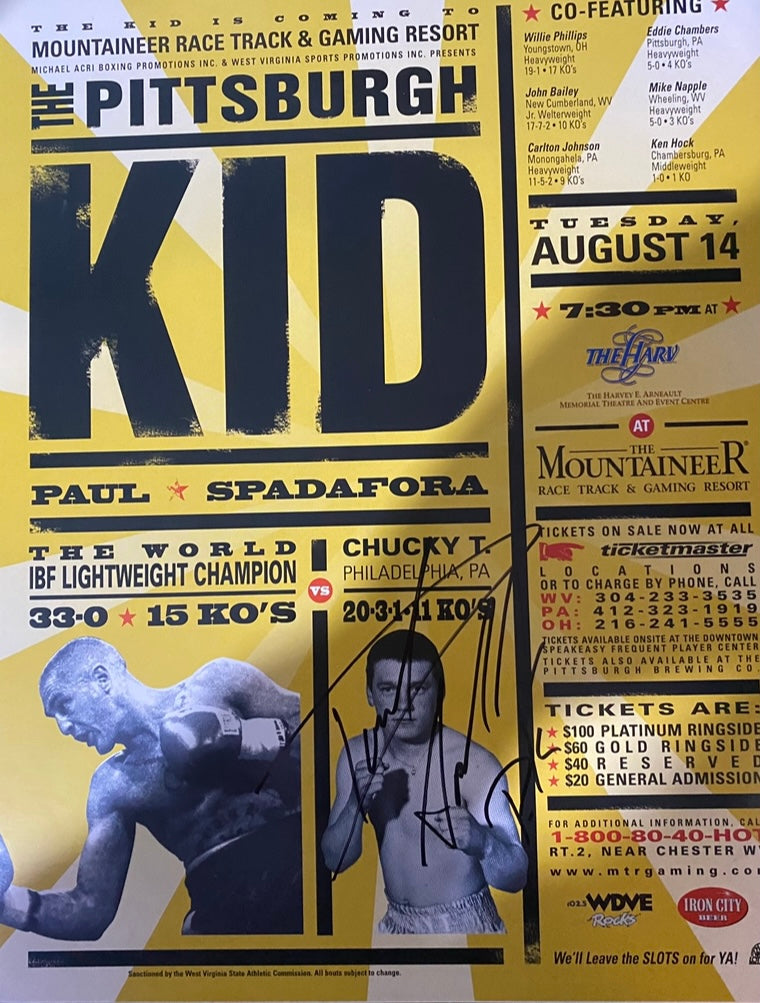 THE KID IS COMING TO
MOUNTAINEER RACE TRACK & GAMING RESORT
MICHAEL ACRI BOXING PROMOTIONS INC. & WEST VIRGINIA SPORTS PROMOTIONS INC. PRESENTS
THE PITTSBURGH
KID
PAUL ★ SPADAFORA
THE WORLD
IBF LIGHTWEIGHT CHAMPION
33-0 ★ 15 KO'S
VS
CHUCKY T.
PHILADELPHIA, PA
20-3-1•11 KO'S
Sanctioned by the West Virginia State Athletic Commission. All bouts subject to change.
★ CO-FEATURING ★
Willie Phillips
Youngstown, OH
Heavyweight
19-1 • 17 KO's
Eddie Chambers
Pittsburgh, PA
Heavyweight
5-0 • 4 KO's
John Bailey
New Cumberland, WV
Jr. Welterweight
17-7-2 • 10 KO's
Mike Napple
Wheeling, WV
Heavyweight
5-0 • 3 KO's
Carlton Johnson
Monongahela, PA
Heavyweight
11-5-2 • 9 KO's
Ken Hock
Chambersburg, PA
Middleweight
1-0 • 1 KO
TUESDAY,
AUGUST 14
★ 7:30 PM AT ★
THE HARV
THE HARVEY E. ARNEAULT
MEMORIAL THEATRE AND EVENT CENTRE
AT
THE
MOUNTAINEER®
RACE TRACK & GAMING RESORT
TICKETS ON SALE NOW AT ALL
ticketmaster
LOCATIONS
OR TO CHARGE BY PHONE, CALL
WV: 304-233-3535
PA: 412-323-1919
OH: 216-241-5555
TICKETS AVAILABLE ONSITE AT THE DOWNTOWN
SPEAKEASY FREQUENT PLAYER CENTER
TICKETS ALSO AVAILABLE AT THE
PITTSBURGH BREWING CO.
TICKETS ARE:
★ $100 PLATINUM RINGSIDE
★ $60 GOLD RINGSIDE
★ $40 RESERVED
★ $20 GENERAL ADMISSION
FOR ADDITIONAL INFORMATION, CAL
1-800-80-40-HO
RT.2, NEAR CHESTER W
www.mtrgaming.co
102.5 WDVE
Rocks
IRON CITY
BEER
We'll Leave the SLOTS on for YA!